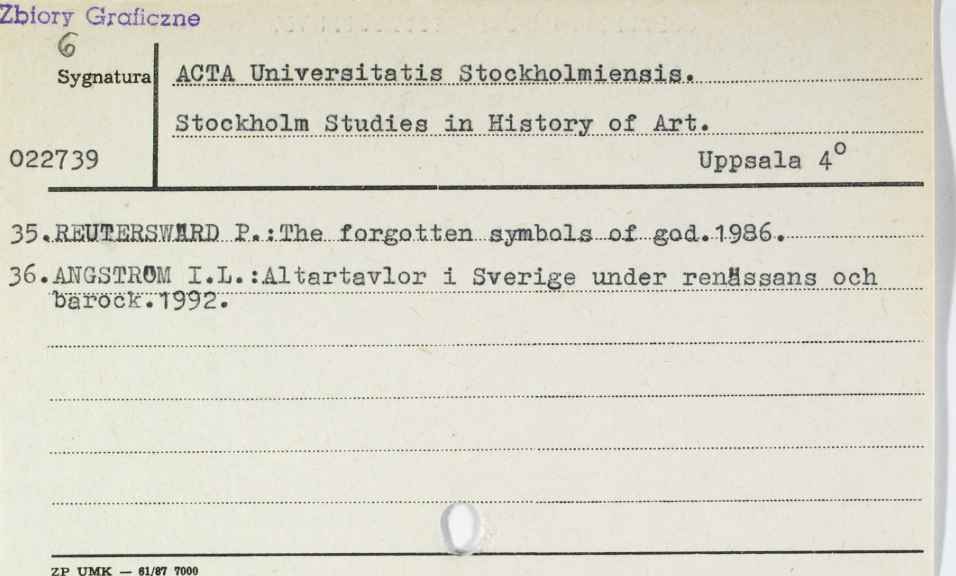 Zbiory Graficzne
6
Sygnatura
ACTA Universitatis Stockholmiensis.
Stockholm Studies in History of Art.
022739
Uppsala 4°
35.REUTERSWÄRD P.:The forgotten symbols of god.1986.
36.ANGSTRÖM I.L.:Altartavlor i Sverige under renässans och
barock.1992.
ZP UMK — 61/87 7000